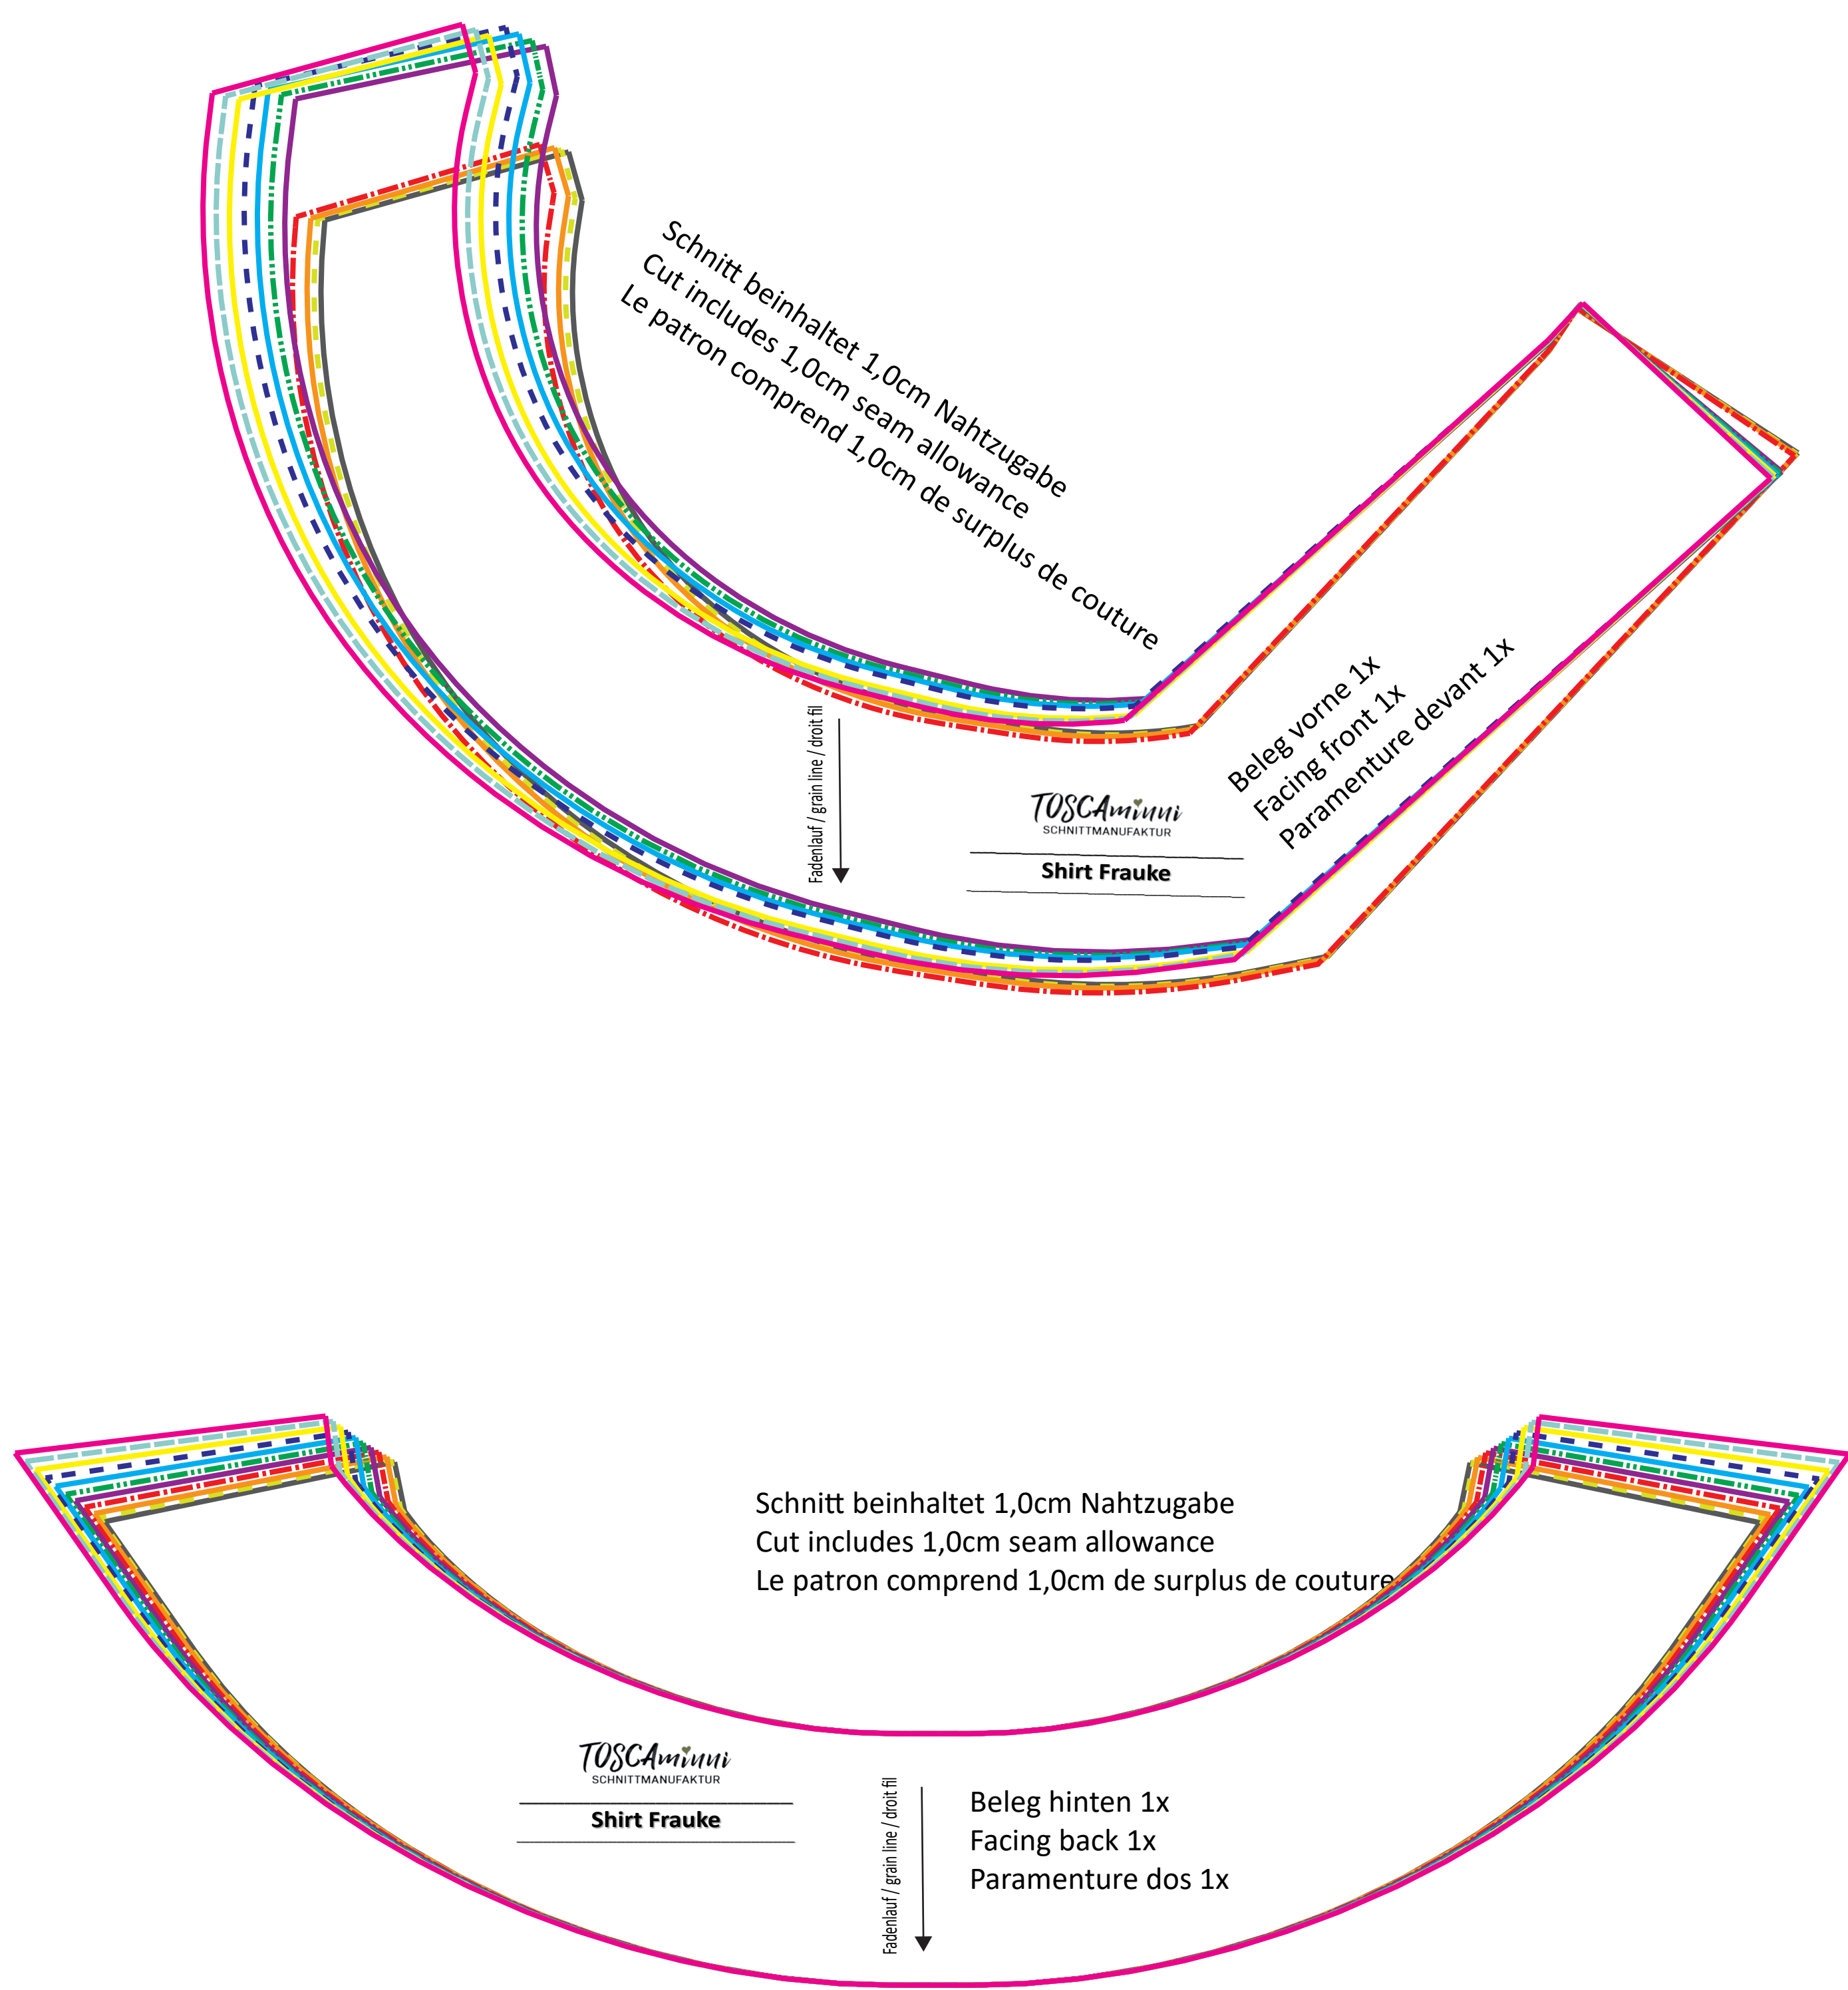 Schnitt beinhaltet 1,0cm Nahtzugabe
Cut includes 1,0cm seam allowance
Le patron comprend 1,0cm de surplus de couture
Fadenlauf / grain line / droit fil
Beleg vorne 1x
Facing front 1x
Paramenture devant 1x
TOSCAminni
SCHNITTMANUFAKTUR
Shirt Frauke
Schnitt beinhaltet 1,0cm Nahtzugabe
Cut includes 1,0cm seam allowance
Le patron comprend 1,0cm de surplus de couture
TOSCAminni
SCHNITTMANUFAKTUR
Shirt Frauke
Fadenlauf / grain line / droit fil
Beleg hinten 1x
Facing back 1x
Paramenture dos 1x